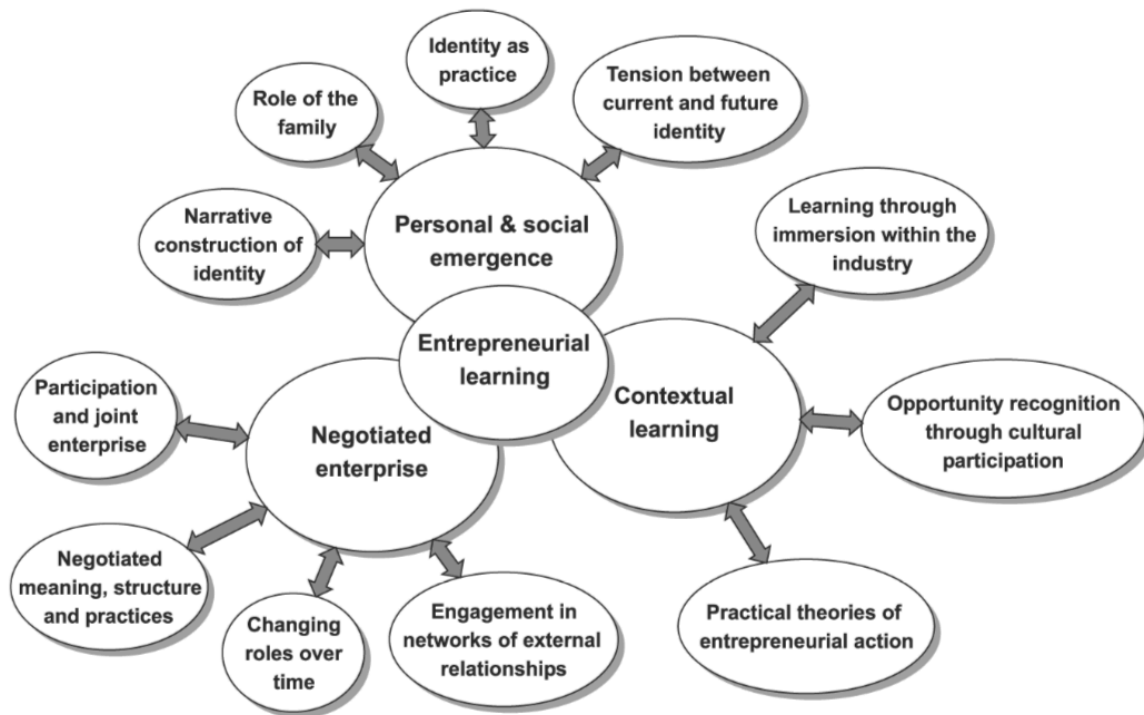 Identity as
practice
Tension between
current and future
identity
Role of the
family
Narrative
construction of
identity
Personal & social
emergence
Learning through
immersion within the
industry
Entrepreneurial
learning
Participation
and joint
enterprise
Negotiated
enterprise
Contextual
learning
Opportunity recognition
through cultural
participation
Negotiated
meaning, structure
and practices
Changing
roles over
time
Engagement in
networks of external
relationships
Practical theories of
entrepreneurial action